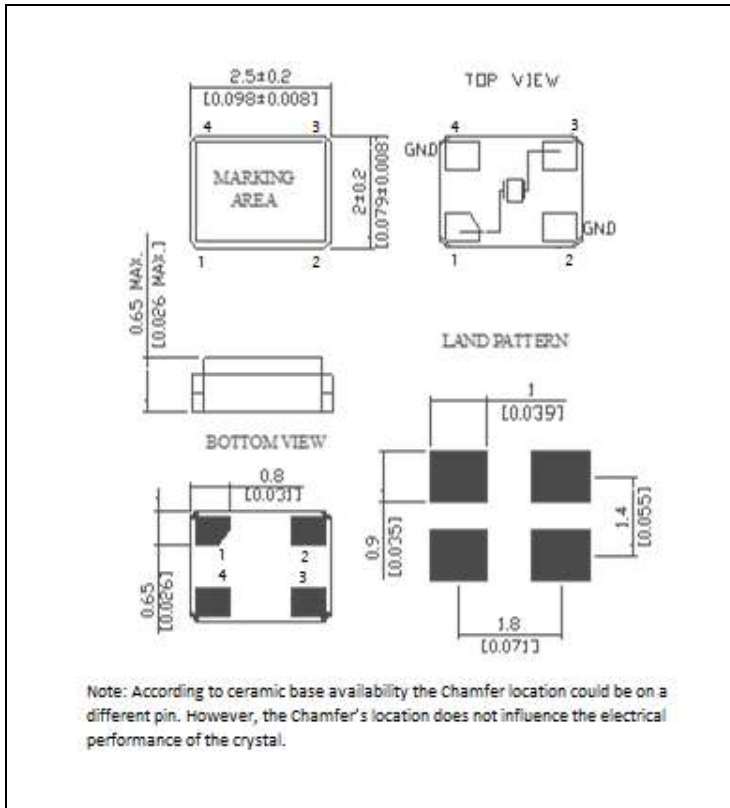 2.5±0.2
[0.098±0.008]
4 3
MARKING
AREA
1 2
2±0.2
[0.079±0.008]
TOP VIEW
4 3
GND
GND
1 2
0.65 MAX.
[0.026 MAX.]
LAND PATTERN
1
[0.039]
0.9
[0.035]
1.4
[0.055]
1.8
[0.071]
BOTTOM VIEW
0.8
[0.031]
1 2
4 3
0.65
[0.026]
Note: According to ceramic base availability the Chamfer location could be on a
different pin. However, the Chamfer's location does not influence the electrical
performance of the crystal.